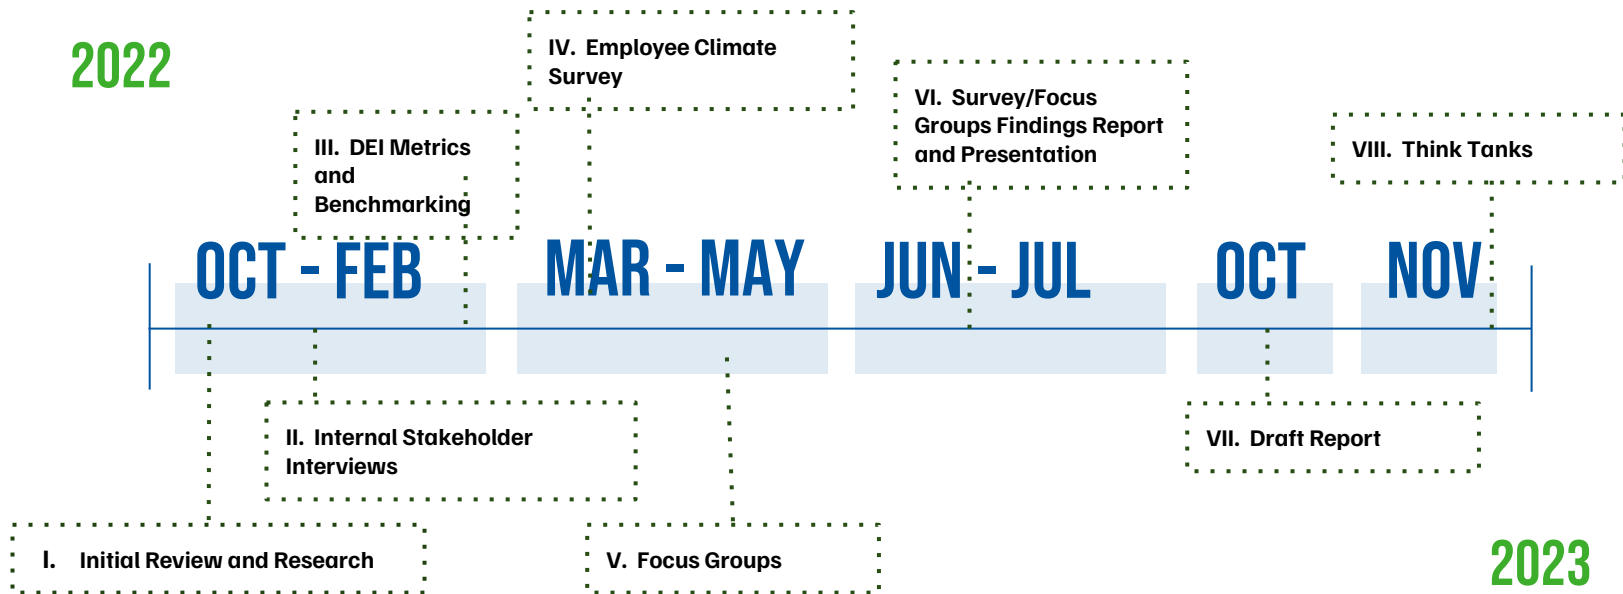 2022
IV. Employee Climate
Survey
VI. Survey/Focus
Groups Findings Report
and Presentation
III. DEI Metrics
and
Benchmarking
VIII. Think Tanks
OCT - FEB
MAR - MAY
JUN - JUL
OCT
NOV
II. Internal Stakeholder
Interviews
VII. Draft Report
I. Initial Review and Research
V. Focus Groups
2023